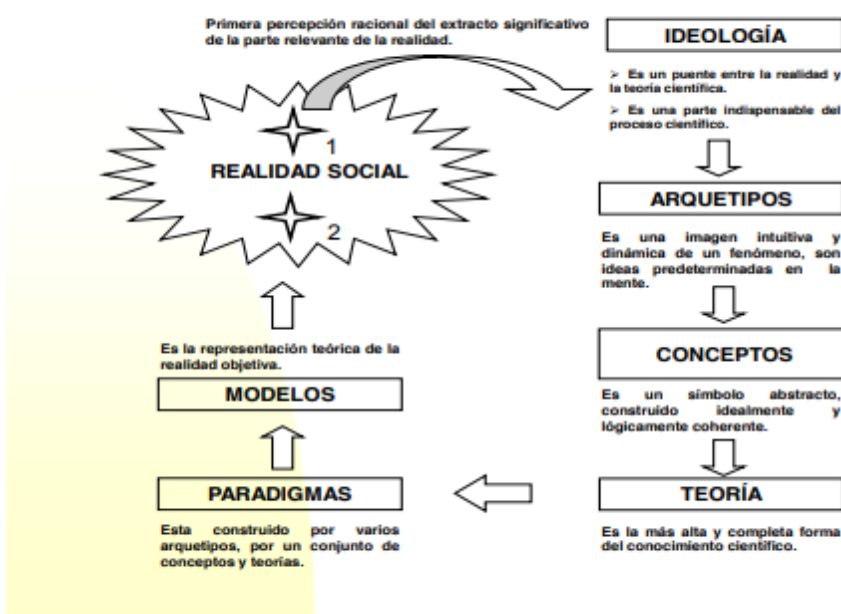 Primera percepción racional del extracto significativo
de la parte relevante de la realidad.
IDEOLOGÍA
➢ Es un puente entre la realidad y
la teoría científica.
➢ Es una parte indispensable del
proceso científico.
1
REALIDAD SOCIAL
2
ARQUETIPOS
Es una imagen intuitiva y
dinámica de un fenómeno, son
ideas predeterminadas en la
mente.
CONCEPTOS
Es un símbolo abstracto,
construido idealmente y
lógicamente coherente.
TEORÍA
Es la más alta y completa forma
del conocimiento científico.
Es la representación teórica de la
realidad objetiva.
MODELOS
PARADIGMAS
Esta construido por varios
arquetipos, por un conjunto de
conceptos y teorías.